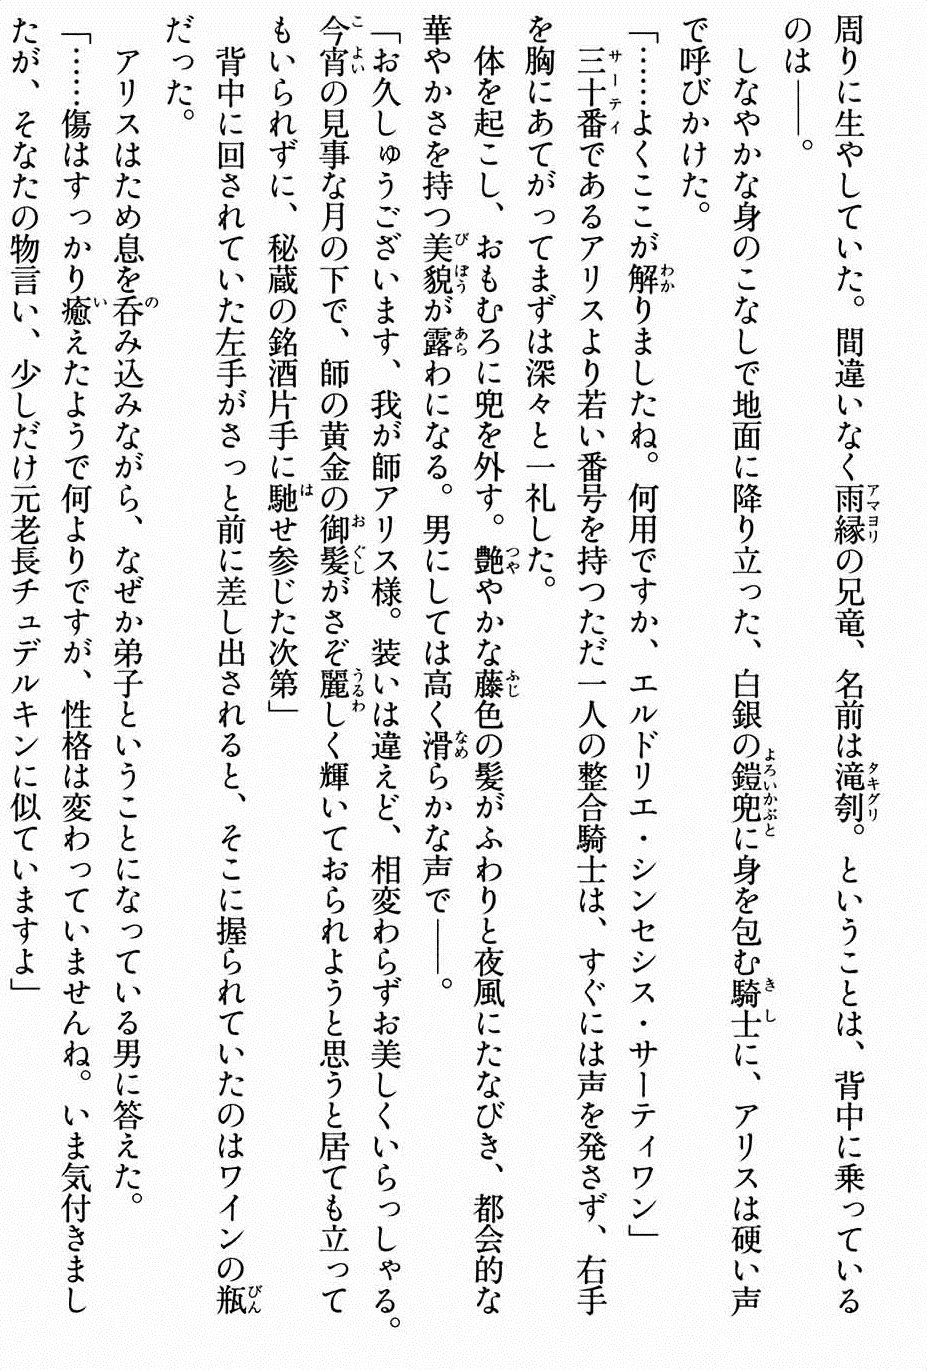 周りに生やしていた。間違いなく雨縁の兄竜、名前は滝刳。ということは、背中に乗っている
のは――。
　しなやかな身のこなしで地面に降り立った、白銀の鎧兜に身を包む騎士に、アリスは硬い声
で呼びかけた。
「……よくここが解りましたね。何用ですか、エルドリエ・シンセシス・サーティワン」
　三十番であるアリスより若い番号を持つただ一人の整合騎士は、すぐには声を発さず、右手
を胸にあてがってまずは深々と一礼した。
　体を起こし、おもむろに兜を外す。艶やかな藤色の髪がふわりと夜風にたなびき、都会的な
華やかさを持つ美貌が露わになる。男にしては高く滑らかな声で――。
「お久しゅうございます、我が師アリス様。装いは違えど、相変わらずお美しくいらっしゃる。
今宵の見事な月の下で、師の黄金の御髪がさぞ麗しく輝いておられようと思うと居ても立って
もいられずに、秘蔵の銘酒片手に馳せ参じた次第」
　背中に回されていた左手がさっと前に差し出されると、そこに握られていたのはワインの瓶
だった。
　アリスはため息を呑み込みながら、なぜか弟子ということになっている男に答えた。
「……傷はすっかり癒えたようで何よりですが、性格は変わっていませんね。いま気付きまし
たが、そなたの物言い、少しだけ元老長チュデルキンに似ていますよ」